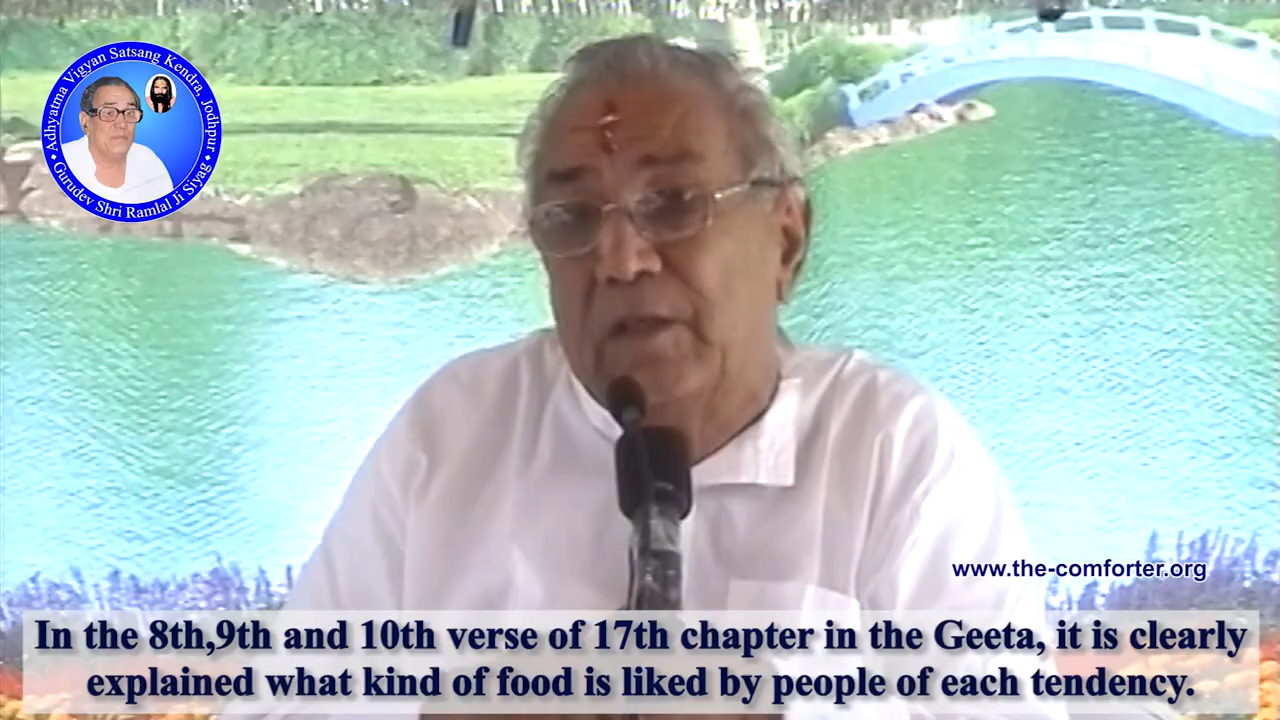 Adhyatma Vigyan Satsang Kendra, Jodhpur
• Gurudev Shri Ramlal Ji Siyag •
www.the-comforter.org
In the 8th,9th and 10th verse of 17th chapter in the Geeta, it is clearly
explained what kind of food is liked by people of each tendency.